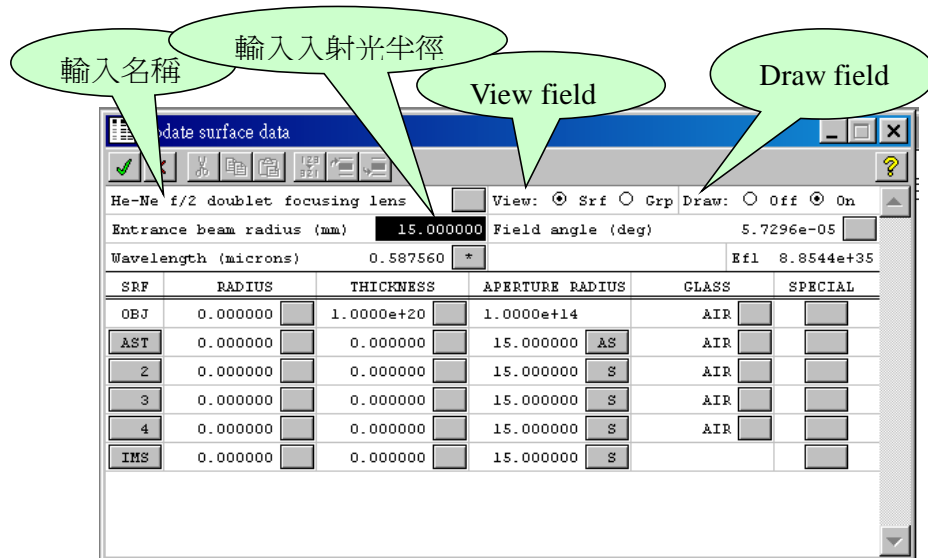 輸入名稱
輸入入射光半徑
View field
Draw field
date surface data
He-Ne f/2 doublet focusing lens View: Srf Grp Draw: Off On
Entrance beam radius (mm) 15.000000 Field angle (deg) 5.7296e-05
Wavelength (microns) 0.587560 * Efl 8.8544e+35
SRF RADIUS THICKNESS APERTURE RADIUS GLASS SPECIAL
OBJ 0.000000 1.0000e+20 1.0000e+14 AIR
AST 0.000000 0.000000 15.000000 AS AIR
2 0.000000 0.000000 15.000000 S AIR
3 0.000000 0.000000 15.000000 S AIR
4 0.000000 0.000000 15.000000 S AIR
IMS 0.000000 0.000000 15.000000 S